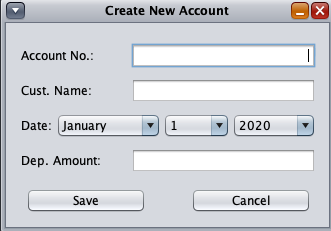 Create New Account
Account No.:
Cust. Name:
Date: January 1 2020
Dep. Amount:
Save Cancel